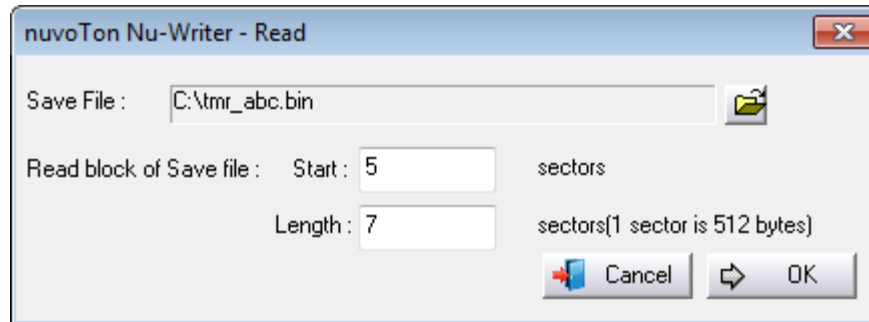 nuvoTon Nu-Writer - Read
Save File : C:\tmr_abc.bin
Read block of Save file : Start : 5 sectors
Length : 7 sectors(1 sector is 512 bytes)
Cancel OK